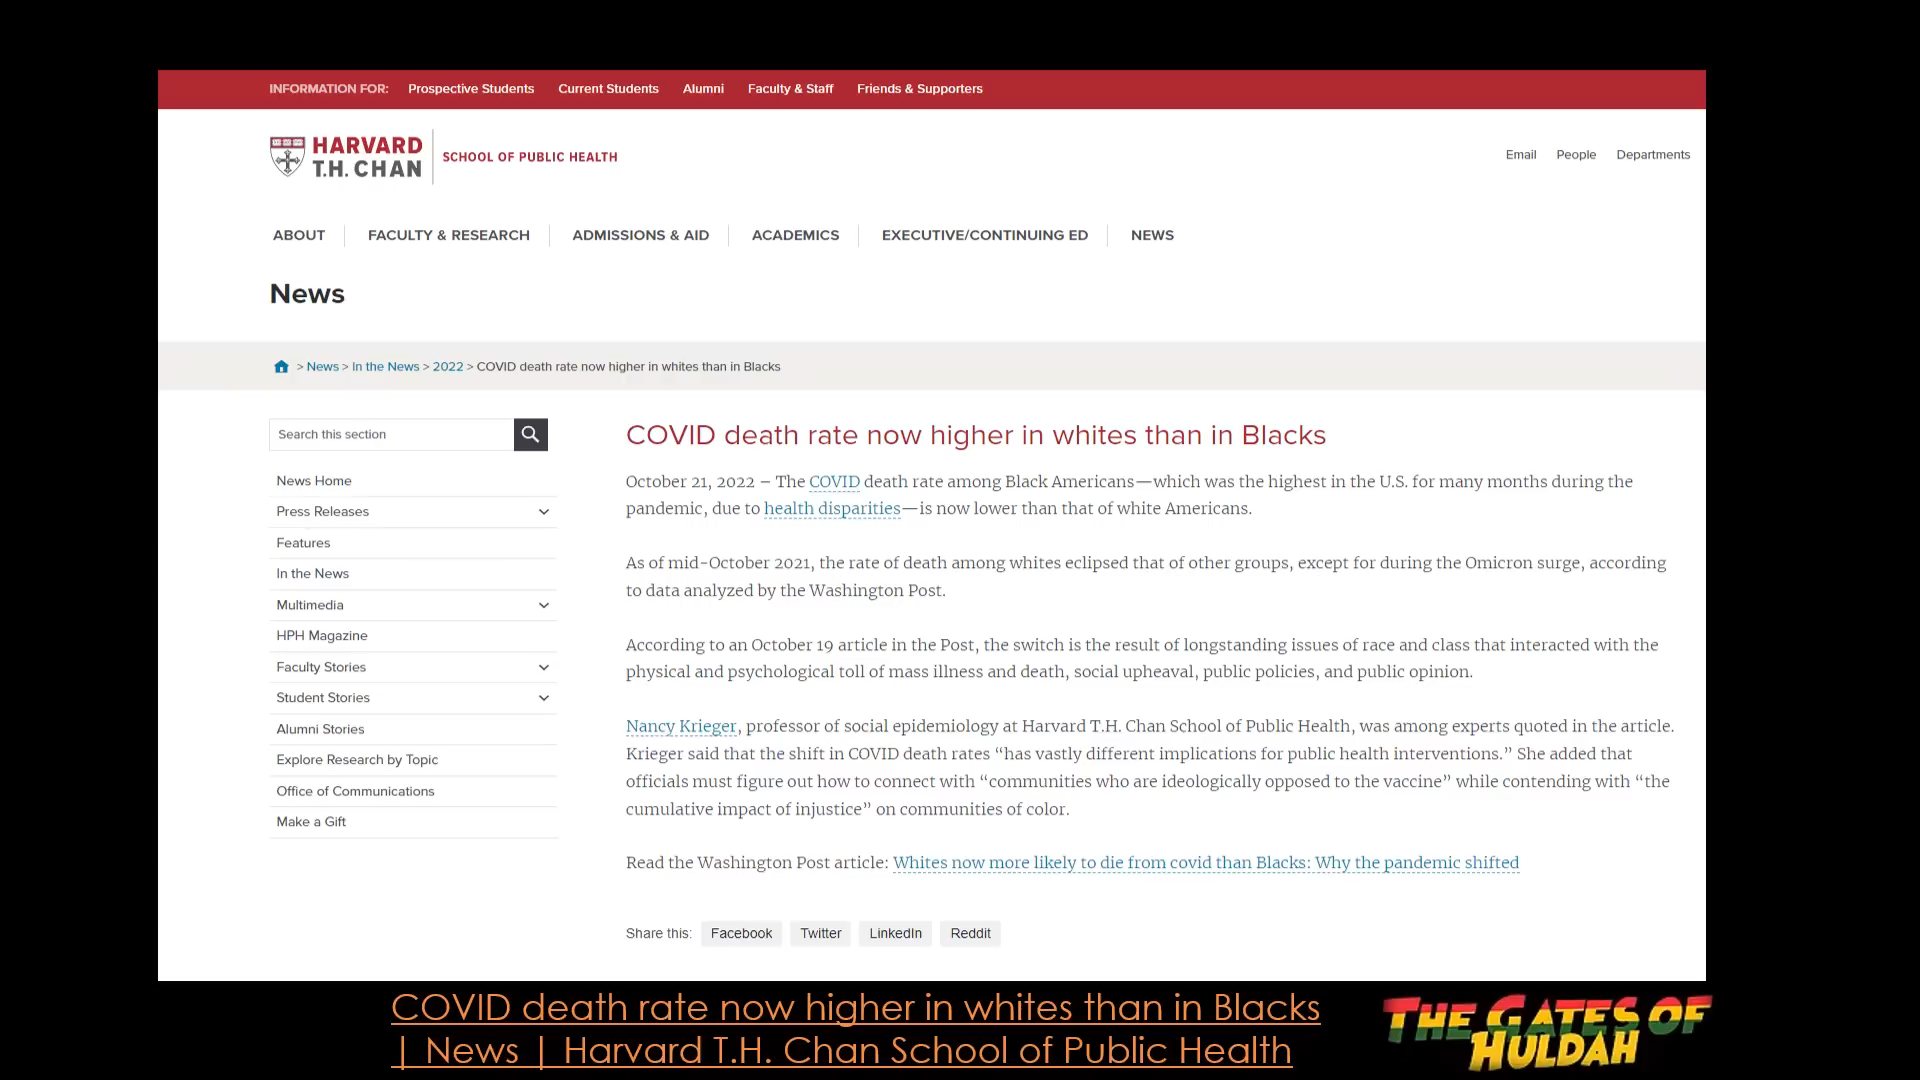 INFORMATION FOR: Prospective Students Current Students Alumni Faculty & Staff Friends & Supporters
HARVARD
T.H. CHAN
SCHOOL OF PUBLIC HEALTH
Email People Departments
ABOUT FACULTY & RESEARCH ADMISSIONS & AID ACADEMICS EXECUTIVE/CONTINUING ED NEWS
News
> News > In the News > 2022 > COVID death rate now higher in whites than in Blacks
Search this section
News Home
Press Releases
Features
In the News
Multimedia
HPH Magazine
Faculty Stories
Student Stories
Alumni Stories
Explore Research by Topic
Office of Communications
Make a Gift
COVID death rate now higher in whites than in Blacks
October 21, 2022 – The COVID death rate among Black Americans—which was the highest in the U.S. for many months during the
pandemic, due to health disparities—is now lower than that of white Americans.
As of mid-October 2021, the rate of death among whites eclipsed that of other groups, except for during the Omicron surge, according
to data analyzed by the Washington Post.
According to an October 19 article in the Post, the switch is the result of longstanding issues of race and class that interacted with the
physical and psychological toll of mass illness and death, social upheaval, public policies, and public opinion.
Nancy Krieger, professor of social epidemiology at Harvard T.H. Chan School of Public Health, was among experts quoted in the article.
Krieger said that the shift in COVID death rates “has vastly different implications for public health interventions.” She added that
officials must figure out how to connect with “communities who are ideologically opposed to the vaccine” while contending with “the
cumulative impact of injustice” on communities of color.
Read the Washington Post article: Whites now more likely to die from covid than Blacks: Why the pandemic shifted
Share this: Facebook Twitter LinkedIn Reddit
COVID death rate now higher in whites than in Blacks
| News | Harvard T.H. Chan School of Public Health
THE GATES OF
HULDAH